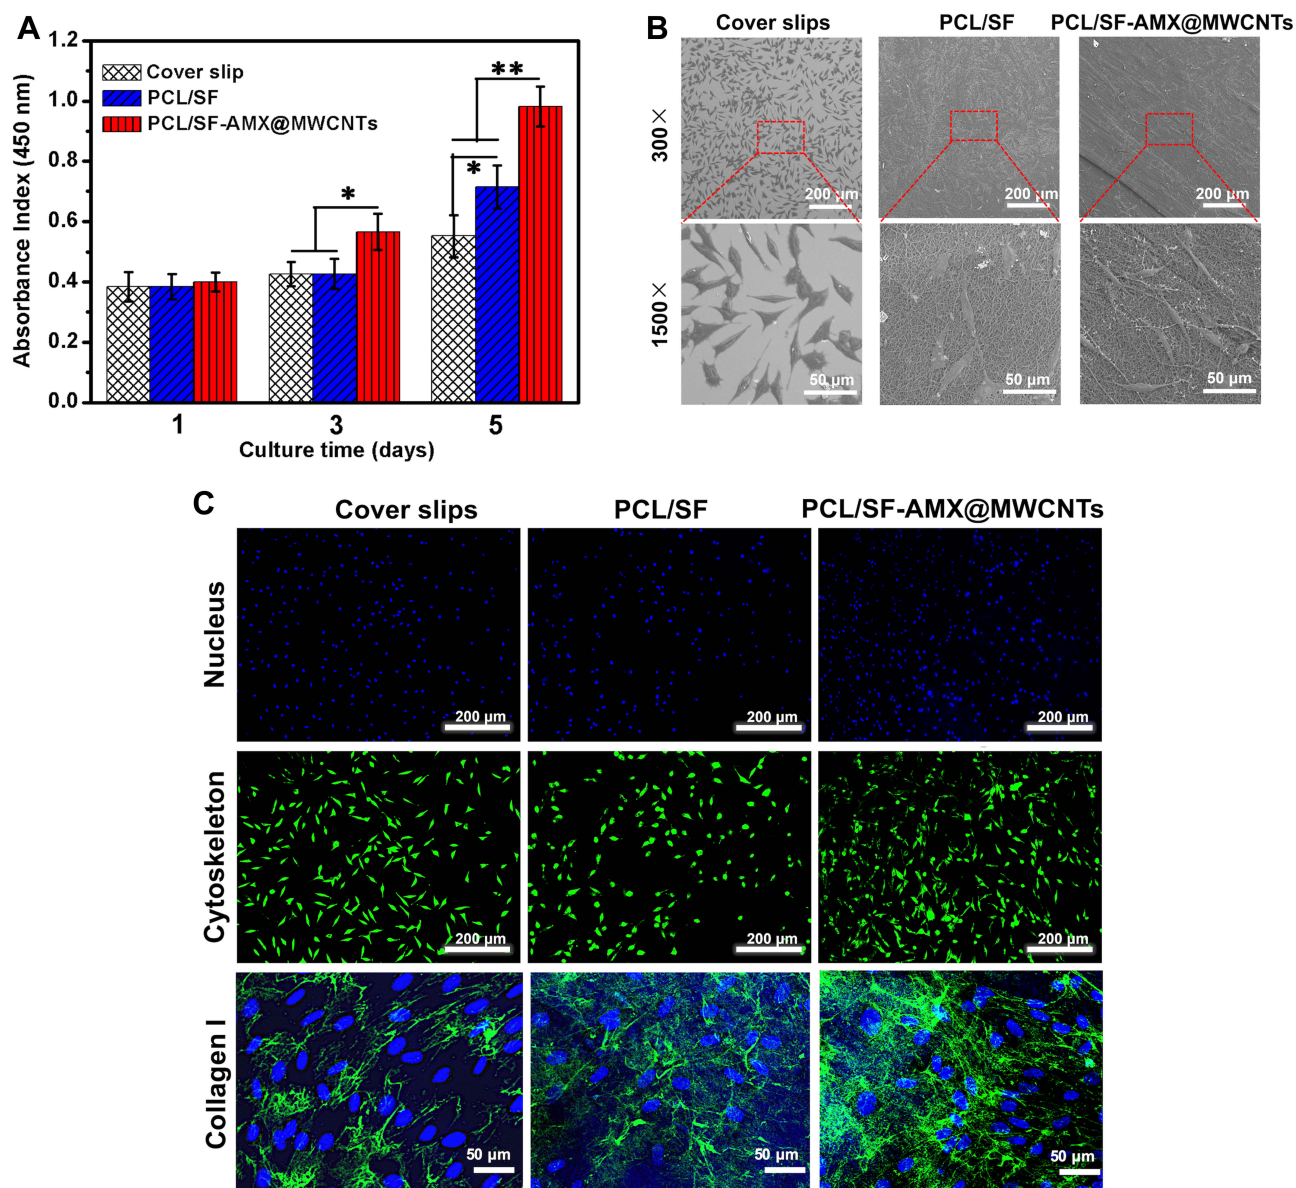 A
1.2
1.0
0.8
0.6
0.4
0.2
0.0
Absorbance Index (450 nm)
Cover slip
PCL/SF
PCL/SF-AMX@MWCNTs
*
*
**
1
3
5
Culture time (days)
B
Cover slips
PCL/SF
PCL/SF-AMX@MWCNTs
300×
200 μm
200 μm
200 μm
1500×
50 μm
50 μm
50 μm
C
Cover slips
PCL/SF
PCL/SF-AMX@MWCNTs
Nucleus
200 μm
200 μm
200 μm
Cytoskeleton
200 μm
200 μm
200 μm
Collagen I
50 μm
50 μm
50 μm